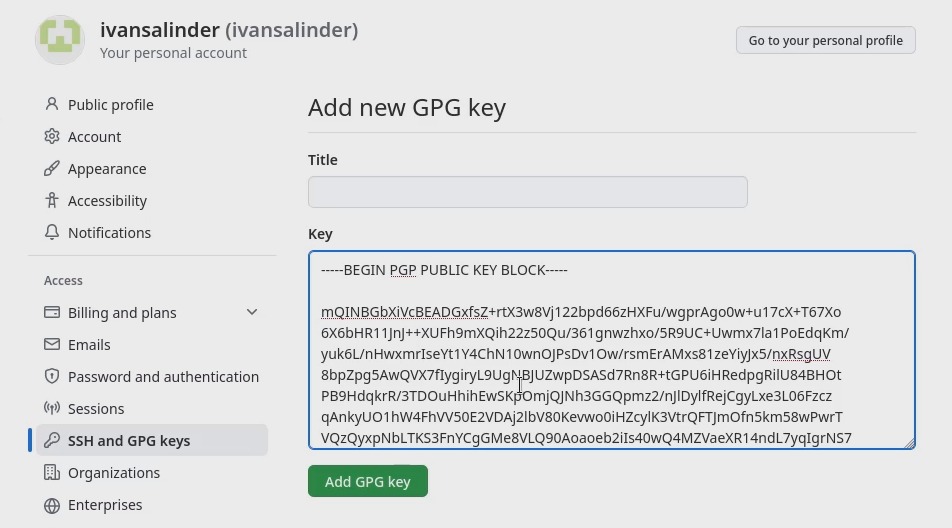 ivansalinder (ivansalinder)
Your personal account
Go to your personal profile
Public profile
Account
Appearance
Accessibility
Notifications
Access
Billing and plans
Emails
Password and authentication
Sessions
SSH and GPG keys
Organizations
Enterprises
Add new GPG key
Title
Key
-----BEGIN PGP PUBLIC KEY BLOCK-----
mQINBGbXiVcBEADGxfsZ+rtX3w8Vj122bpd66zHXFu/wgprAgo0w+u17cX+T67Xo
6X6bHR11JnJ++XUFh9mXQih22z50Qu/361gnwzhxo/5R9UC+Uwmx7la1PoEdqKm/
yuk6L/nHwxmrIseYt1Y4ChN10wnOJPsDv1Ow/rsmErAMxs81zeYiyJx5/nxRsgUV
8bpZpg5AwQVX7fIygiryL9UgNBJUZwpDSASd7Rn8R+tGPU6iHRedpgRilU84BHOt
PB9HdqkrR/3TDOuHhihEwSKpOmjQJNh3GGQpmz2/nJlDylfRejCgyLxe3L06Fzcz
qAnkyUO1hW4FhVV50E2VDAj2lbV80Kevwo0iHZcylK3VtrQFTJmOfn5km58wPwrT
VQzQyxpNbLTKS3FnYCgGMe8VLQ90Aoaoeb2iIs40wQ4MZVaeXR14ndL7yqIgrNS7
Add GPG key